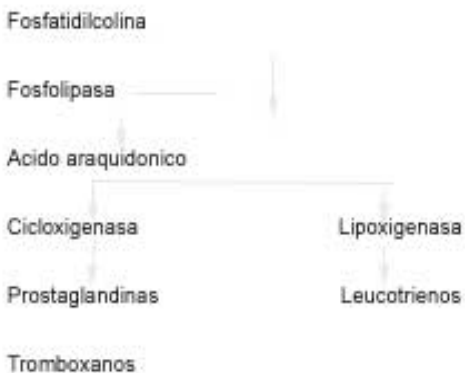 Fosfatidilcolina
Fosfolipasa
Acido araquidonico
Cicloxigenasa Lipoxigenasa
Prostaglandinas Leucotrienos
Tromboxanos